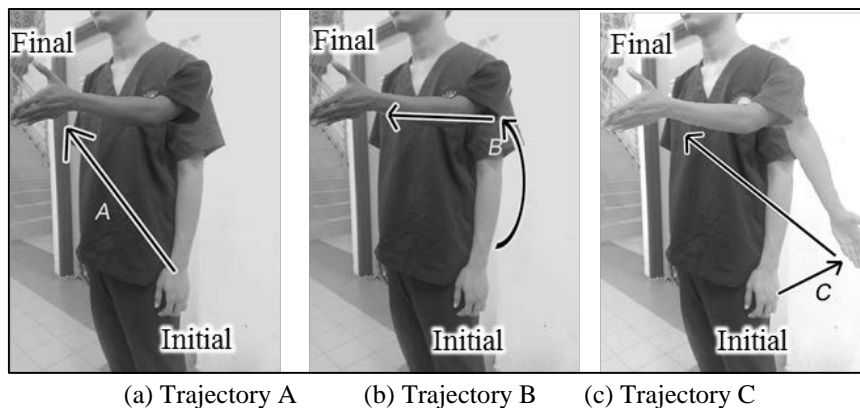 Final
A
Initial
Final
B
Initial
Final
C
Initial
(a) Trajectory A (b) Trajectory B (c) Trajectory C